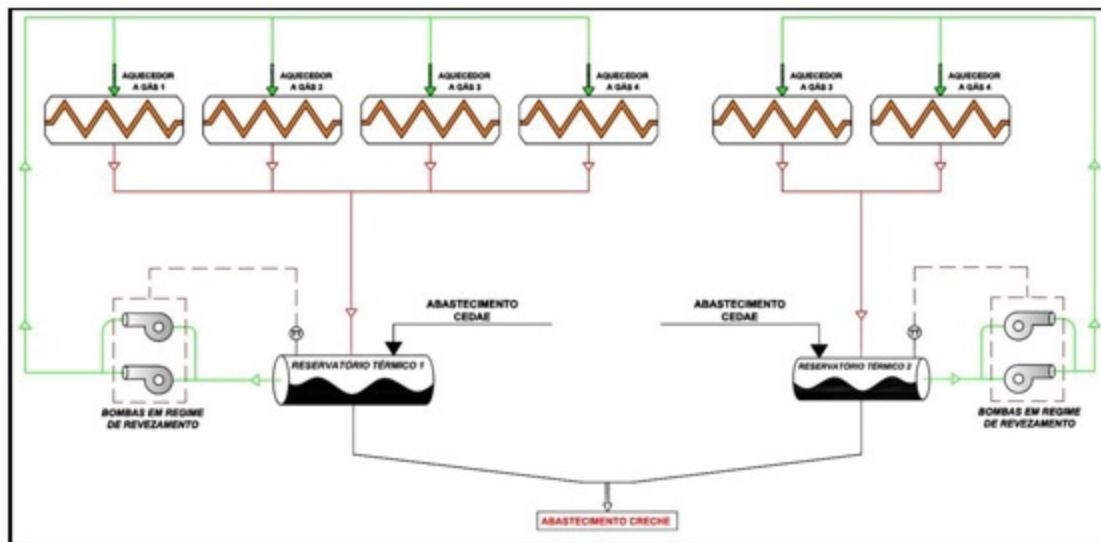 AQUECEDOR
A GÁS 1
AQUECEDOR
A GÁS 2
AQUECEDOR
A GÁS 3
AQUECEDOR
A GÁS 4
AQUECEDOR
A GÁS 3
AQUECEDOR
A GÁS 4
ABASTECIMENTO
CEDAE
ABASTECIMENTO
CEDAE
TT
RESERVATÓRIO TÉRMICO 1
RESERVATÓRIO TÉRMICO 2
BOMBAS EM REGIME
DE REVEZAMENTO
BOMBAS EM REGIME
DE REVEZAMENTO
ABASTECIMENTO CRECHE